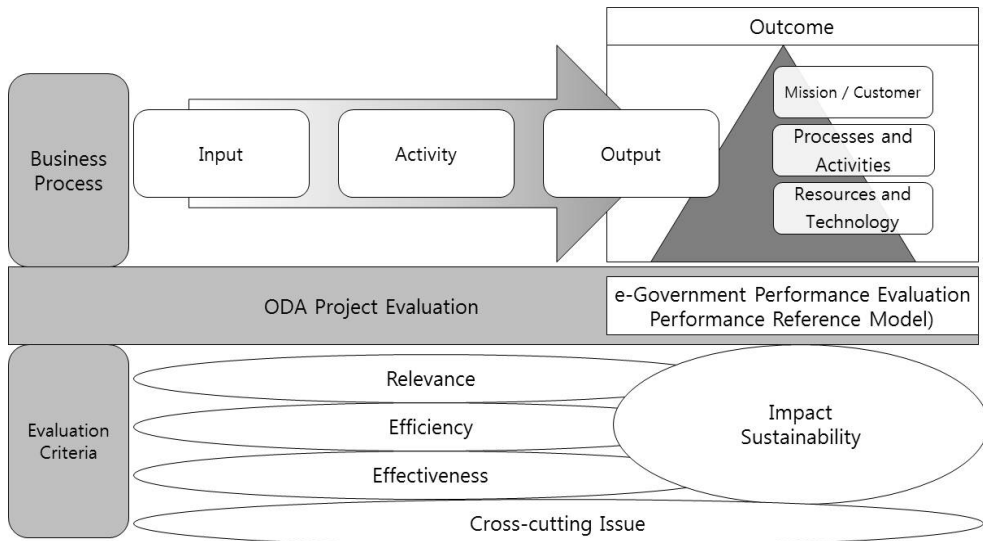 Outcome
Mission / Customer
Processes and
Activities
Resources and
Technology
Business
Process
Input
Activity
Output
ODA Project Evaluation
e-Government Performance Evaluation
Performance Reference Model)
Evaluation
Criteria
Relevance
Efficiency
Effectiveness
Impact
Sustainability
Cross-cutting Issue